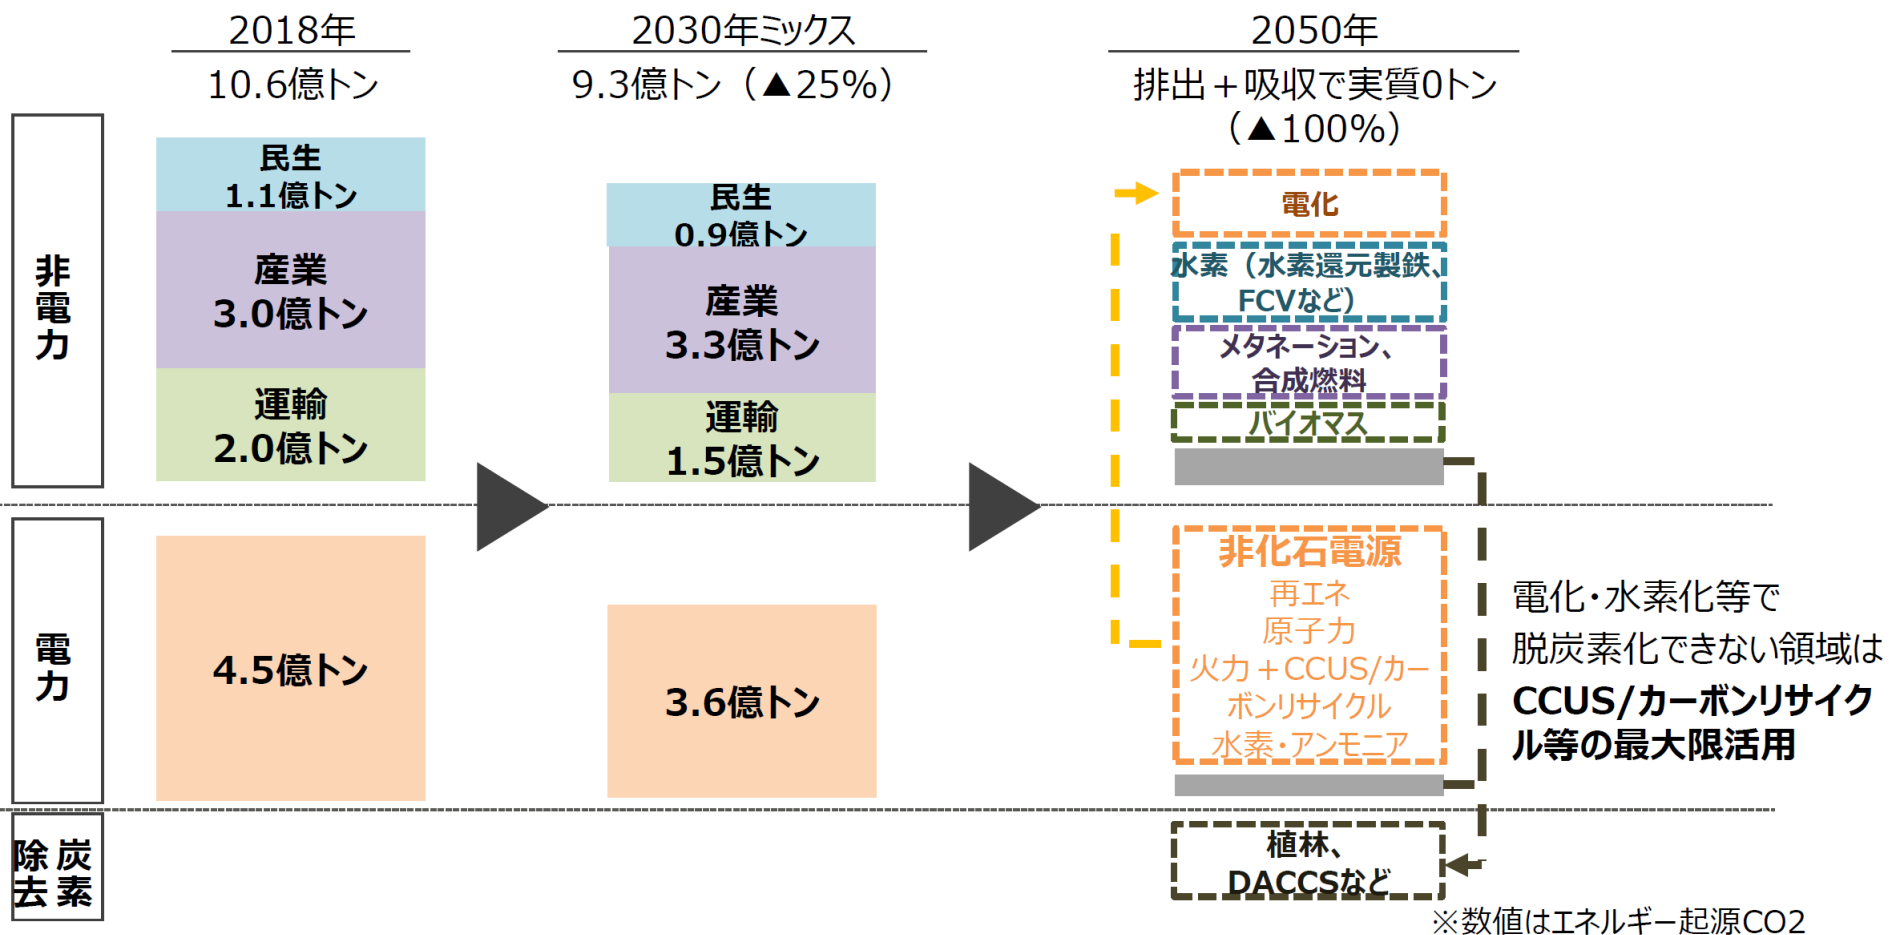 2018年
10.6億トン
2030年ミックス
9.3億トン（▲25%）
2050年
排出＋吸収で実質0トン
（▲100%）
非電力
民生
1.1億トン
産業
3.0億トン
運輸
2.0億トン
民生
0.9億トン
産業
3.3億トン
運輸
1.5億トン
電化
水素（水素還元製鉄、
FCVなど）
メタネーション、
合成燃料
バイオマス
電力
4.5億トン
3.6億トン
非化石電源
再エネ
原子力
火力＋CCUS/カー
ボンリサイクル
水素・アンモニア
電化・水素化等で
脱炭素化できない領域は
CCUS/カーボンリサイク
ル等の最大限活用
炭素
除去
植林、
DACCSなど
※数値はエネルギー起源CO2